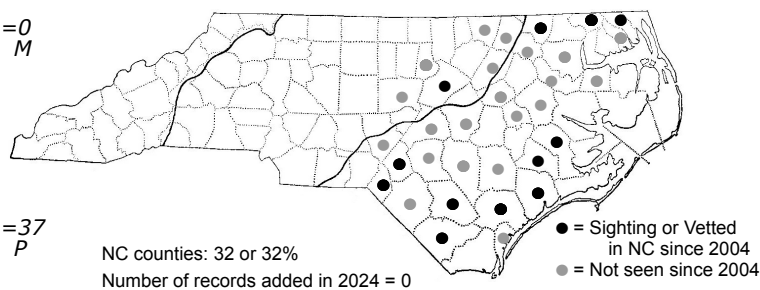 =0
M
=37
P
NC counties: 32 or 32%
Number of records added in 2024 = 0
● = Sighting or Vetted
in NC since 2004
● = Not seen since 2004